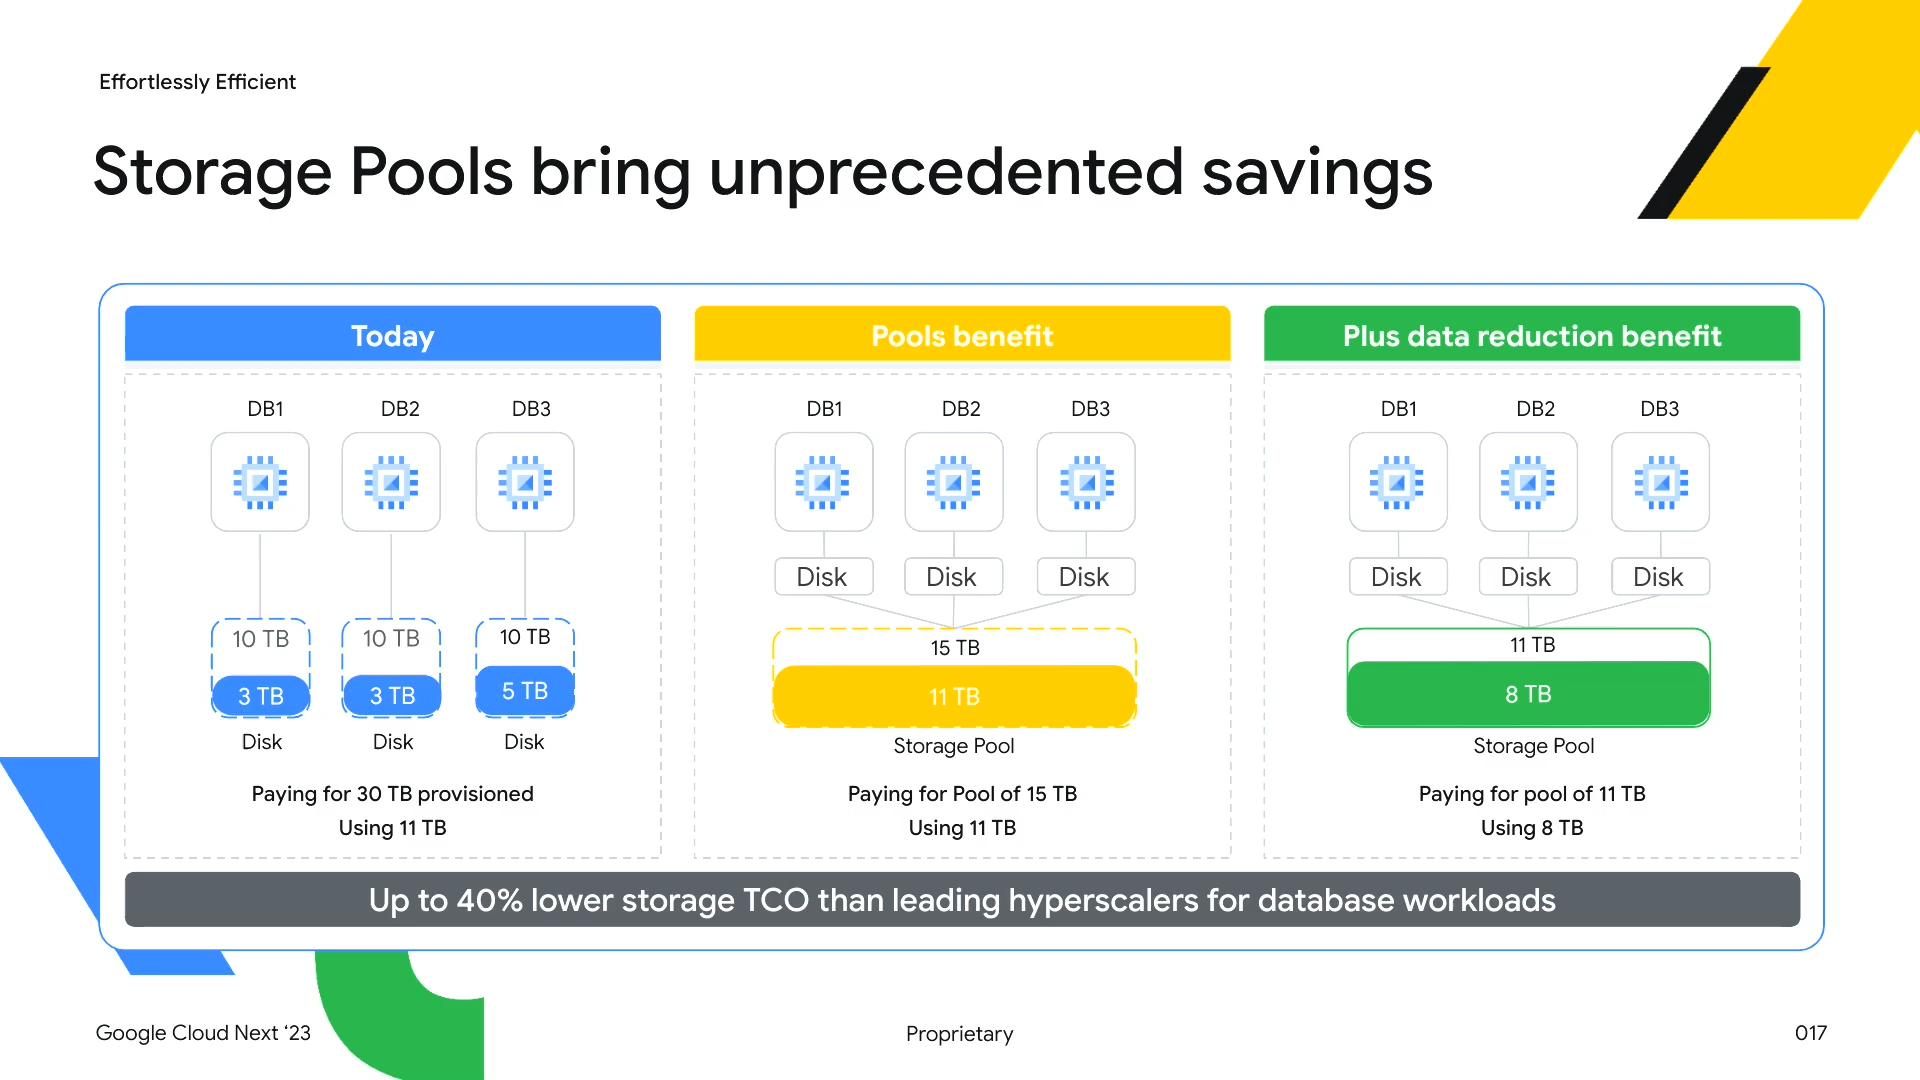 Effortlessly Efficient
Storage Pools bring unprecedented savings
Today
DB1 DB2 DB3
10 TB 10 TB 10 TB
3 TB 3 TB 5 TB
Disk Disk Disk
Paying for 30 TB provisioned
Using 11 TB
Pools benefit
DB1 DB2 DB3
Disk Disk Disk
15 TB
11 TB
Storage Pool
Paying for Pool of 15 TB
Using 11 TB
Plus data reduction benefit
DB1 DB2 DB3
Disk Disk Disk
11 TB
8 TB
Storage Pool
Paying for pool of 11 TB
Using 8 TB
Up to 40% lower storage TCO than leading hyperscalers for database workloads
Google Cloud Next ‘23 Proprietary 017